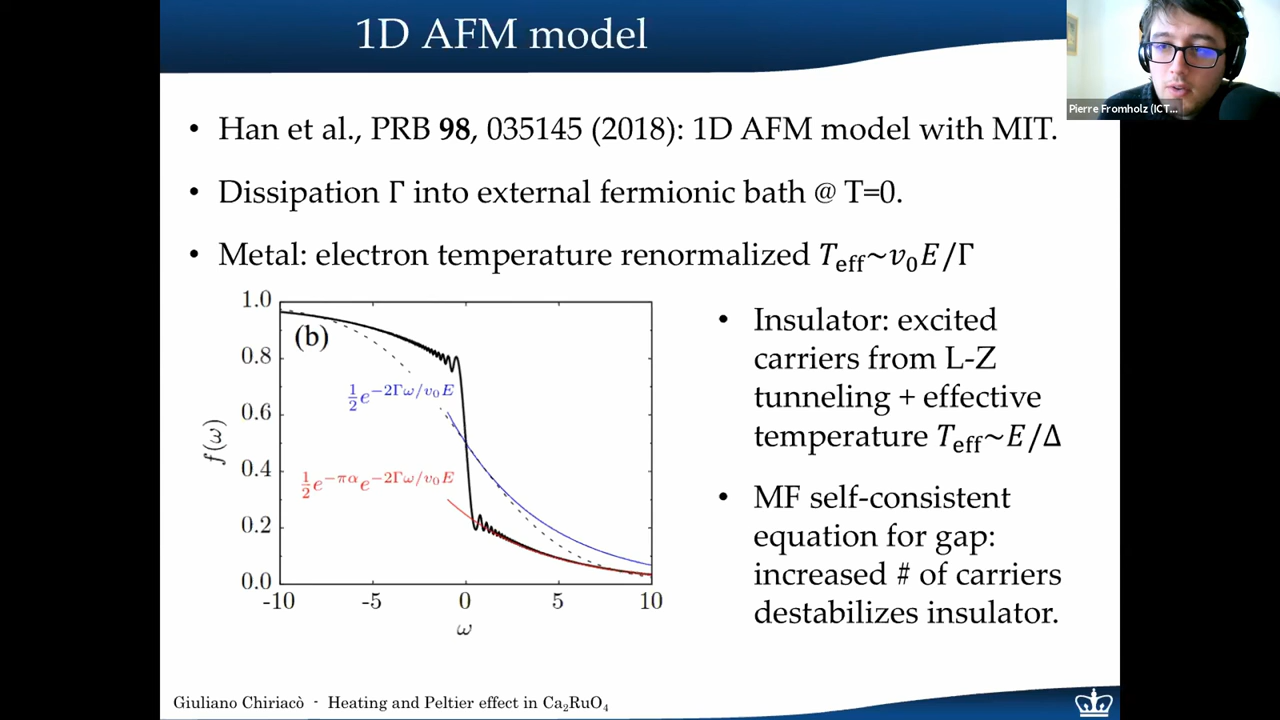 1D AFM model
Pierre Fromholz (ICT...
• Han et al., PRB 98, 035145 (2018): 1D AFM model with MIT.
• Dissipation Γ into external fermionic bath @ T=0.
• Metal: electron temperature renormalized T_eff~v_0E/Γ
1.0
0.8
0.6
0.4
0.2
0.0
f(ω)
(b)
½e^{−2Γω/v_0E}
½e^{−πα}e^{−2Γω/v_0E}
-10 -5 0 5 10
ω
• Insulator: excited
carriers from L-Z
tunneling + effective
temperature T_eff~E/Δ
• MF self-consistent
equation for gap:
increased # of carriers
destabilizes insulator.
Giuliano Chiriacò - Heating and Peltier effect in Ca₂RuO₄